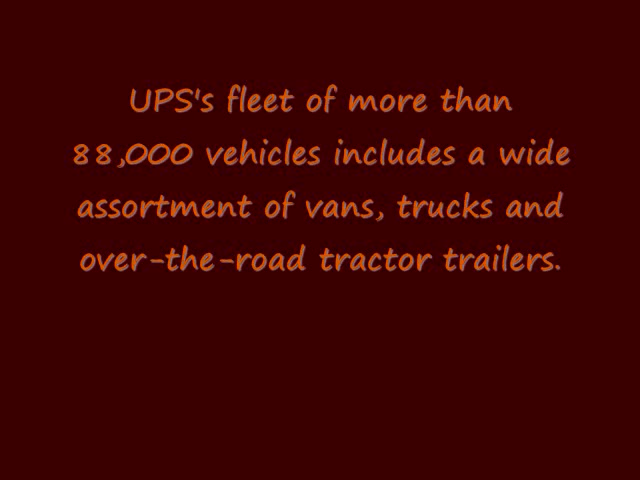 UPS's fleet of more than
88,000 vehicles includes a wide
assortment of vans, trucks and
over-the-road tractor trailers.